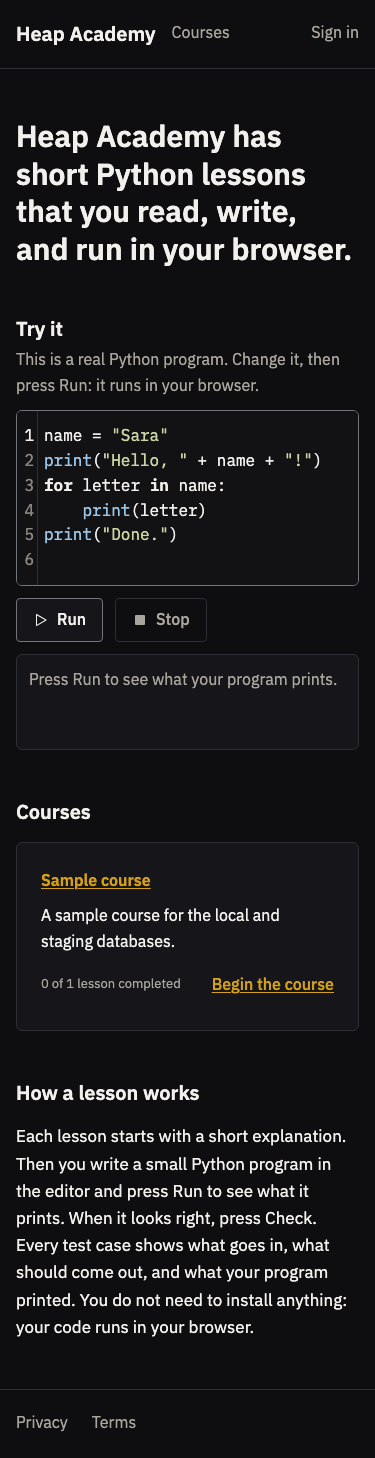 Heap Academy Courses Sign in
Heap Academy has
short Python lessons
that you read, write,
and run in your browser.
Try it
This is a real Python program. Change it, then
press Run: it runs in your browser.
1 name = "Sara"
2 print("Hello, " + name + "!")
3 for letter in name:
4     print(letter)
5 print("Done.")
6
Run Stop
Press Run to see what your program prints.
Courses
Sample course
A sample course for the local and
staging databases.
0 of 1 lesson completed Begin the course
How a lesson works
Each lesson starts with a short explanation.
Then you write a small Python program in
the editor and press Run to see what it
prints. When it looks right, press Check.
Every test case shows what goes in, what
should come out, and what your program
printed. You do not need to install anything:
your code runs in your browser.
Privacy Terms